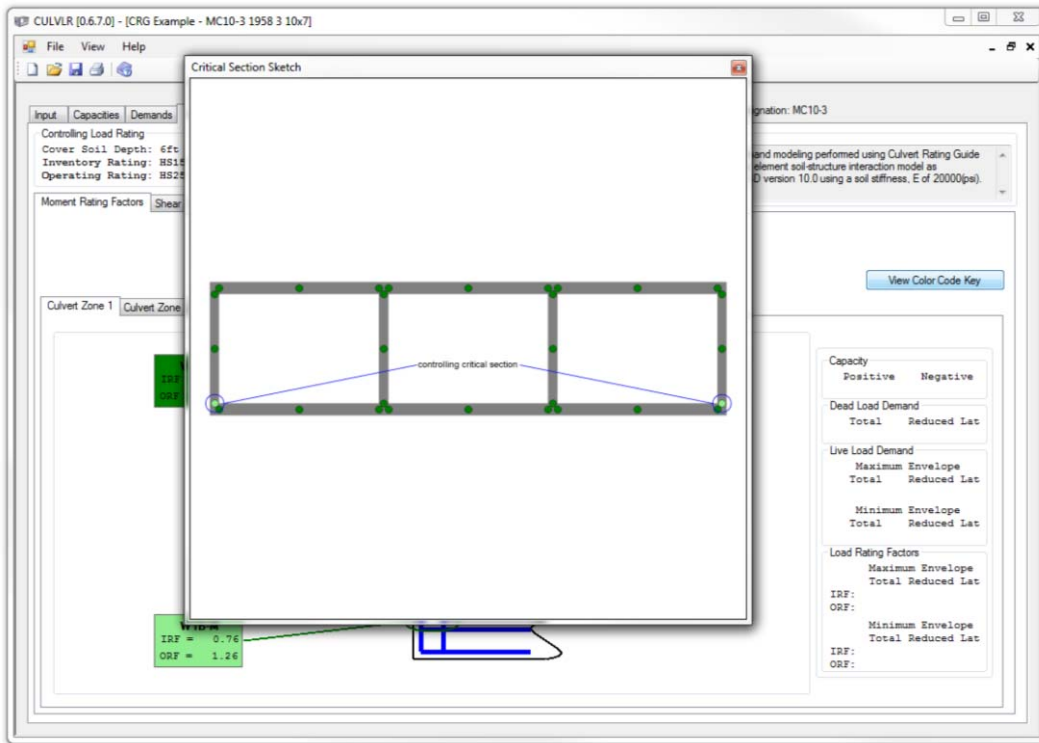 CULVLR [0.6.7.0] - [CRG Example - MC10-3 1958 3 10x7]
File View Help
Critical Section Sketch
Input Capacities Demands
gnation: MC10-3
Controlling Load Rating
Cover Soil Depth: 6ft
Inventory Rating: HS15
Operating Rating: HS25
and modeling performed using Culvert Rating Guide
element soil-structure interaction model as
D version 10.0 using a soil stiffness, E of 20000(psi).
Moment Rating Factors Shear
View Color Code Key
Culvert Zone 1 Culvert Zone
IRF
ORF
controlling critical section
Capacity
Positive Negative
Dead Load Demand
Total Reduced Lat
Live Load Demand
Maximum Envelope
Total Reduced Lat
Minimum Envelope
Total Reduced Lat
Load Rating Factors
Maximum Envelope
Total Reduced Lat
IRF:
ORF:
Minimum Envelope
Total Reduced Lat
IRF:
ORF:
IRF = 0.76
ORF = 1.26